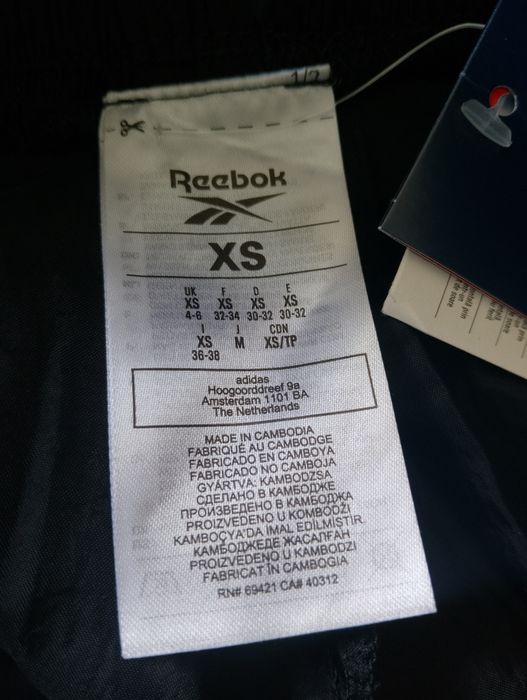 1/2
Reebok
XS
UK F D E
XS XS XS XS
4-6 32-34 30-32 30-32
I J CDN
XS M XS/TP
36-38
adidas
Hoogoorddreef 9a
Amsterdam 1101 BA
The Netherlands
MADE IN CAMBODIA
FABRIQUÉ AU CAMBODGE
FABRICADO EN CAMBOYA
FABRICADO NO CAMBOJA
GYÁRTVA: KAMBODZSA
СДЕЛАНО В КАМБОДЖЕ
ПРОИЗВЕДЕНО В КАМБОДЖА
PROIZVEDENO U KOMBODŽI
KAMBOÇYA'DA IMAL EDİLMİŞTİR.
КАМБОДЖЕДЕ ЖАСАЛҒАН
PROIZVEDENO V KAMBODŽI
FABRICAT ÎN CAMBOGIA
RN# 69421 CA# 40312